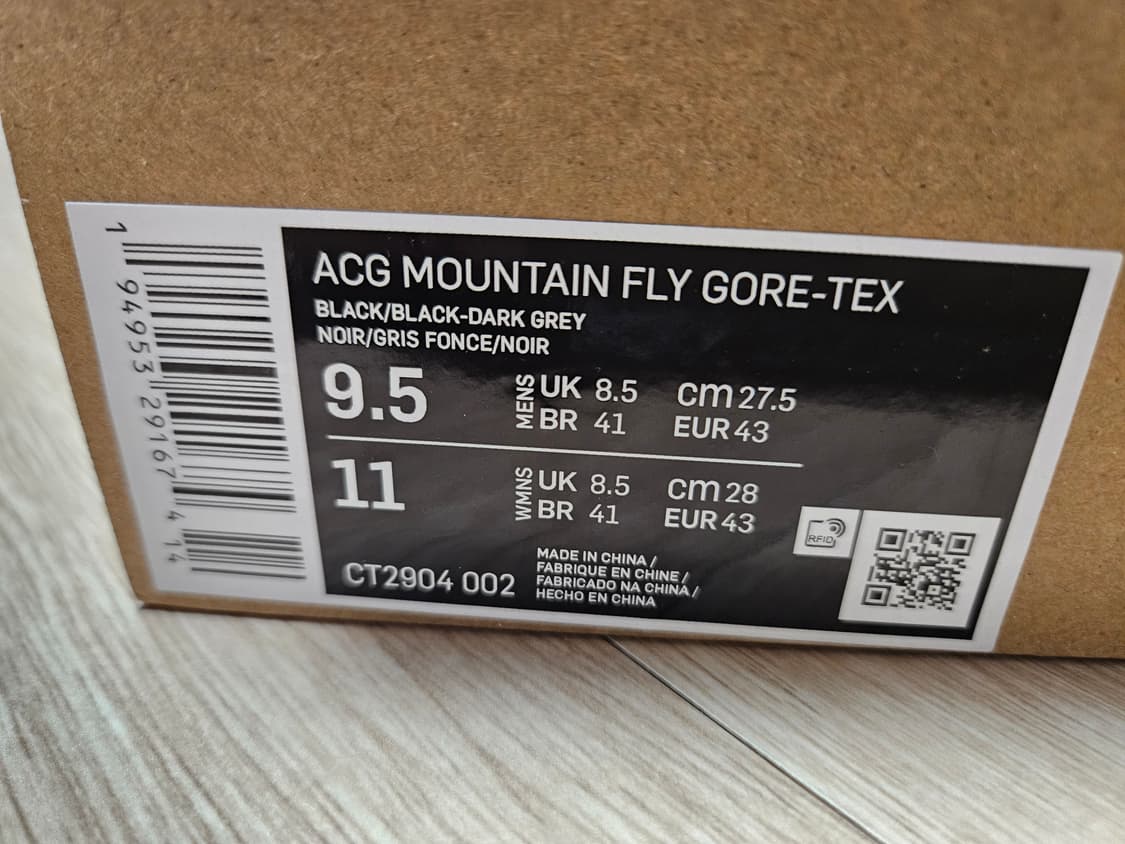 ACG MOUNTAIN FLY GORE-TEX
BLACK/BLACK-DARK GREY
NOIR/GRIS FONCE/NOIR
9.5 MENS UK 8.5 cm 27.5
BR 41 EUR 43
11 WMNS UK 8.5 cm 28
BR 41 EUR 43
CT2904 002
MADE IN CHINA /
FABRIQUE EN CHINE /
FABRICADO NA CHINA /
HECHO EN CHINA
RFID
1 94953 29167 4 14